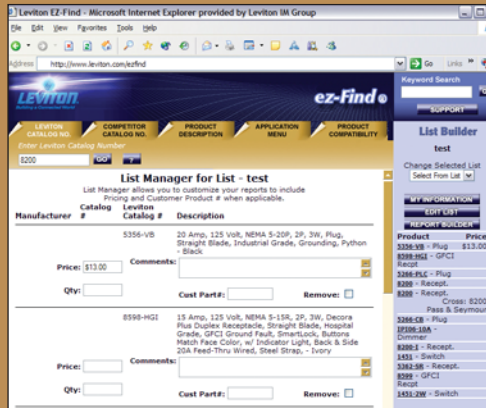 Leviton EZ-Find - Microsoft Internet Explorer provided by Leviton IM Group
File Edit View Favorites Tools Help
Address http://www.leviton.com/ezfind Go Links »
LEVITON
ez-Find
Keyword Search
SUPPORT
LEVITON CATALOG NO.
COMPETITOR CATALOG NO.
PRODUCT DESCRIPTION
APPLICATION MENU
PRODUCT COMPATIBILITY
Enter Leviton Catalog Number
8200 GO ?
List Builder
test
Change Selected List
Select From List
MY INFORMATION
EDIT LIST
REPORT BUILDER
List Manager for List - test
List Manager allows you to customize your reports to include
Pricing and Customer Product # when applicable.
Manufacturer Catalog # Leviton Catalog # Description
5356-VB 20 Amp, 125 Volt, NEMA 5-20P, 2P, 3W, Plug,
Straight Blade, Industrial Grade, Grounding, Python
- Black
Price: $13.00 Comments:
Qty: Cust Part#: Remove:
8598-HGI 15 Amp, 125 Volt, NEMA 5-15R, 2P, 3W, Decora
Plus Duplex Receptacle, Straight Blade, Hospital
Grade, GFCI Ground Fault, SmartLock, Buttons
Match Face Color, w/ Indicator Light, Back & Side
20A Feed-Thru Wired, Steel Strap, - Ivory
Price: Comments:
Qty: Cust Part#: Remove:
Product Price
5356-VB - Plug $13.00
8598-HGI - GFCI
Recpt
5266-PLC - Plug
8200 - Recept.
8200 - Recept.
Cross: 8200
Pass & Seymour
5266-CB - Plug
IPI06-10A -
Dimmer
8200-I - Recept.
1451 - Switch
5362-SR - Recept.
8599 - GFCI
Recpt
1451-2W - Switch